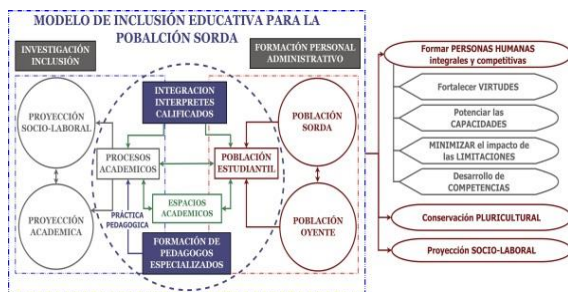 MODELO DE INCLUSIÓN EDUCATIVA PARA LA
POBALCIÓN SORDA
INVESTIGACIÓN
INCLUSIÓN
FORMACIÓN PERSONAL
ADMINISTRATIVO
PROYECCIÓN
SOCIO-LABORAL
INTEGRACION
INTERPRETES
CALIFICADOS
POBLACIÓN
SORDA
PROCESOS
ACADEMICOS
POBLACIÓN
ESTUDIANTIL
ESPACIOS
ACADEMICOS
PRÁCTICA
PEDAGOGICA
PROYECCIÓN
ACADEMICA
FORMACIÓN DE
PEDAGOGOS
ESPECIALIZADOS
POBLACIÓN
OYENTE
Formar PERSONAS HUMANAS
integrales y competitivas
Fortalecer VIRTUDES
Potenciar las
CAPACIDADES
MINIMIZAR el impacto de
las LIMITACIONES
Desarrollo de
COMPETENCIAS
Conservación PLURICULTURAL
Proyección SOCIO-LABORAL